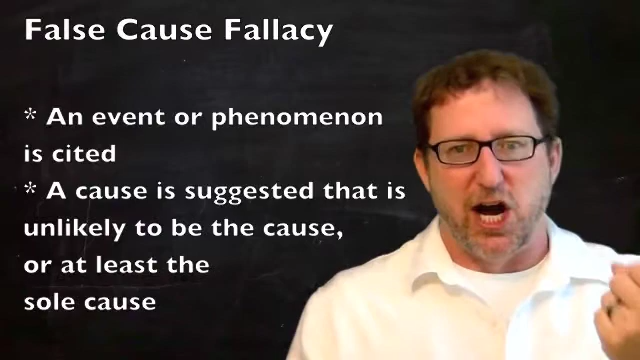 False Cause Fallacy
* An event or phenomenon
is cited
* A cause is suggested that is
unlikely to be the cause,
or at least the
sole cause